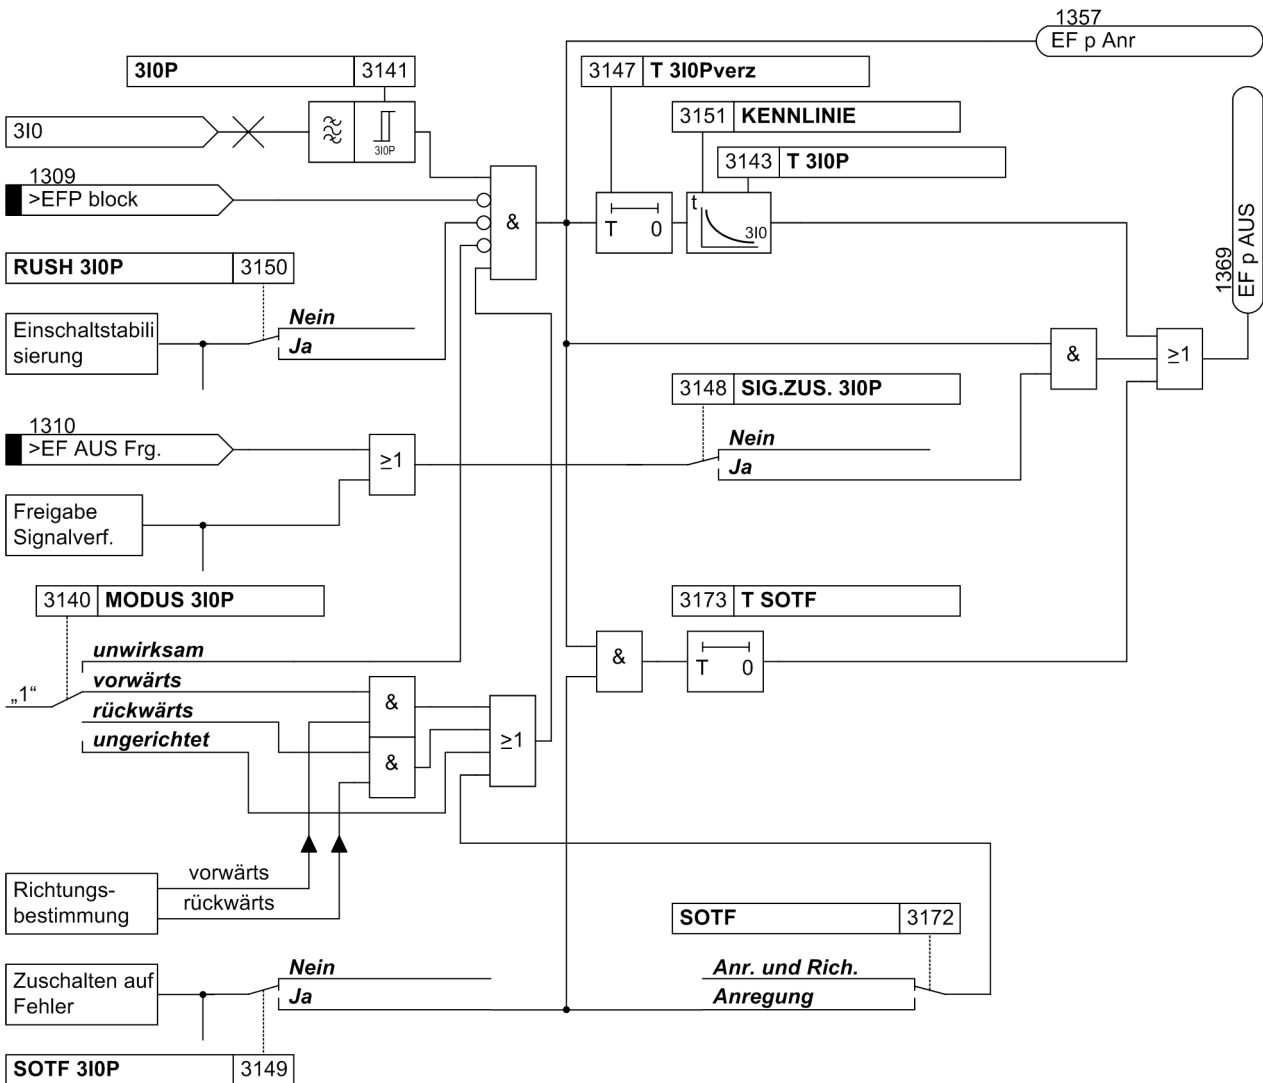 1357
EF p Anr
3I0P 3141
3147 T 3I0Pverz
3151 KENNLINIE
3143 T 3I0P
3I0
3I0P
1309
>EFP block
&
T 0
t
3I0
1369
EF p AUS
RUSH 3I0P 3150
Einschaltstabili
sierung
Nein
Ja
&
≥1
3148 SIG.ZUS. 3I0P
Nein
Ja
1310
>EF AUS Frg.
≥1
Freigabe
Signalverf.
3140 MODUS 3I0P
3173 T SOTF
„1“
unwirksam
vorwärts
rückwärts
ungerichtet
&
&
≥1
&
T 0
Richtungs-
bestimmung
vorwärts
rückwärts
SOTF 3172
Zuschalten auf
Fehler
Nein
Ja
Anr. und Rich.
Anregung
SOTF 3I0P 3149